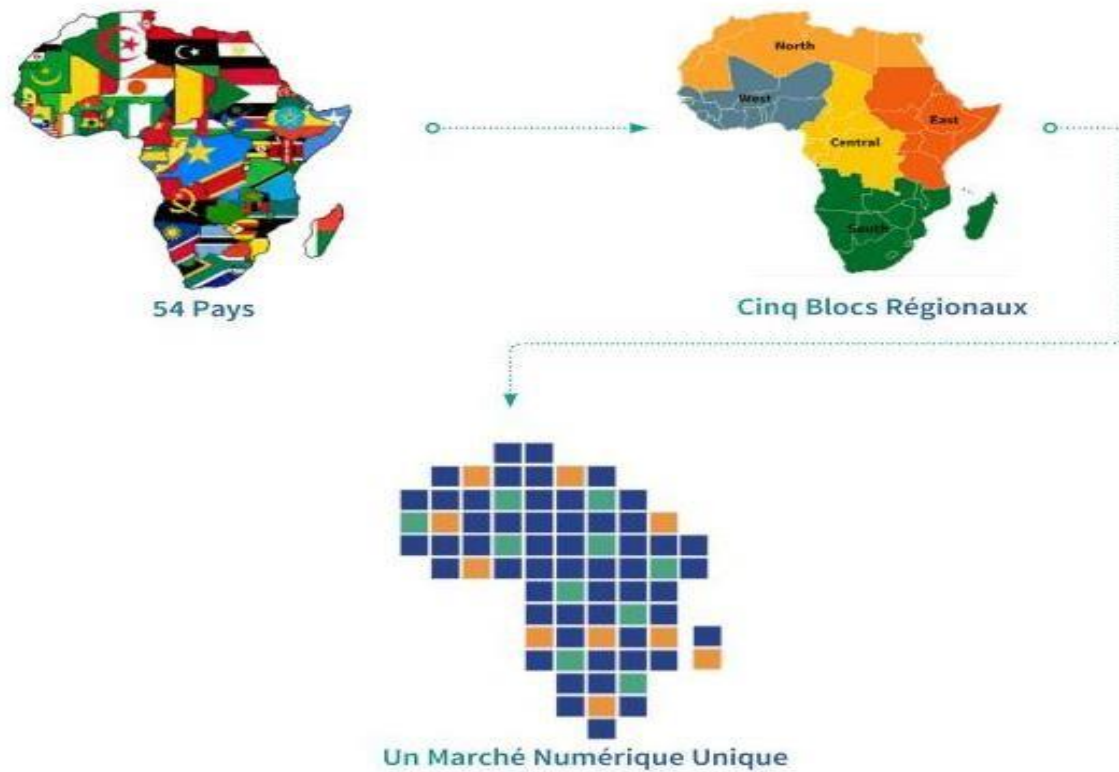 North
West
East
Central
South
54 Pays
Cinq Blocs Régionaux
Un Marché Numérique Unique